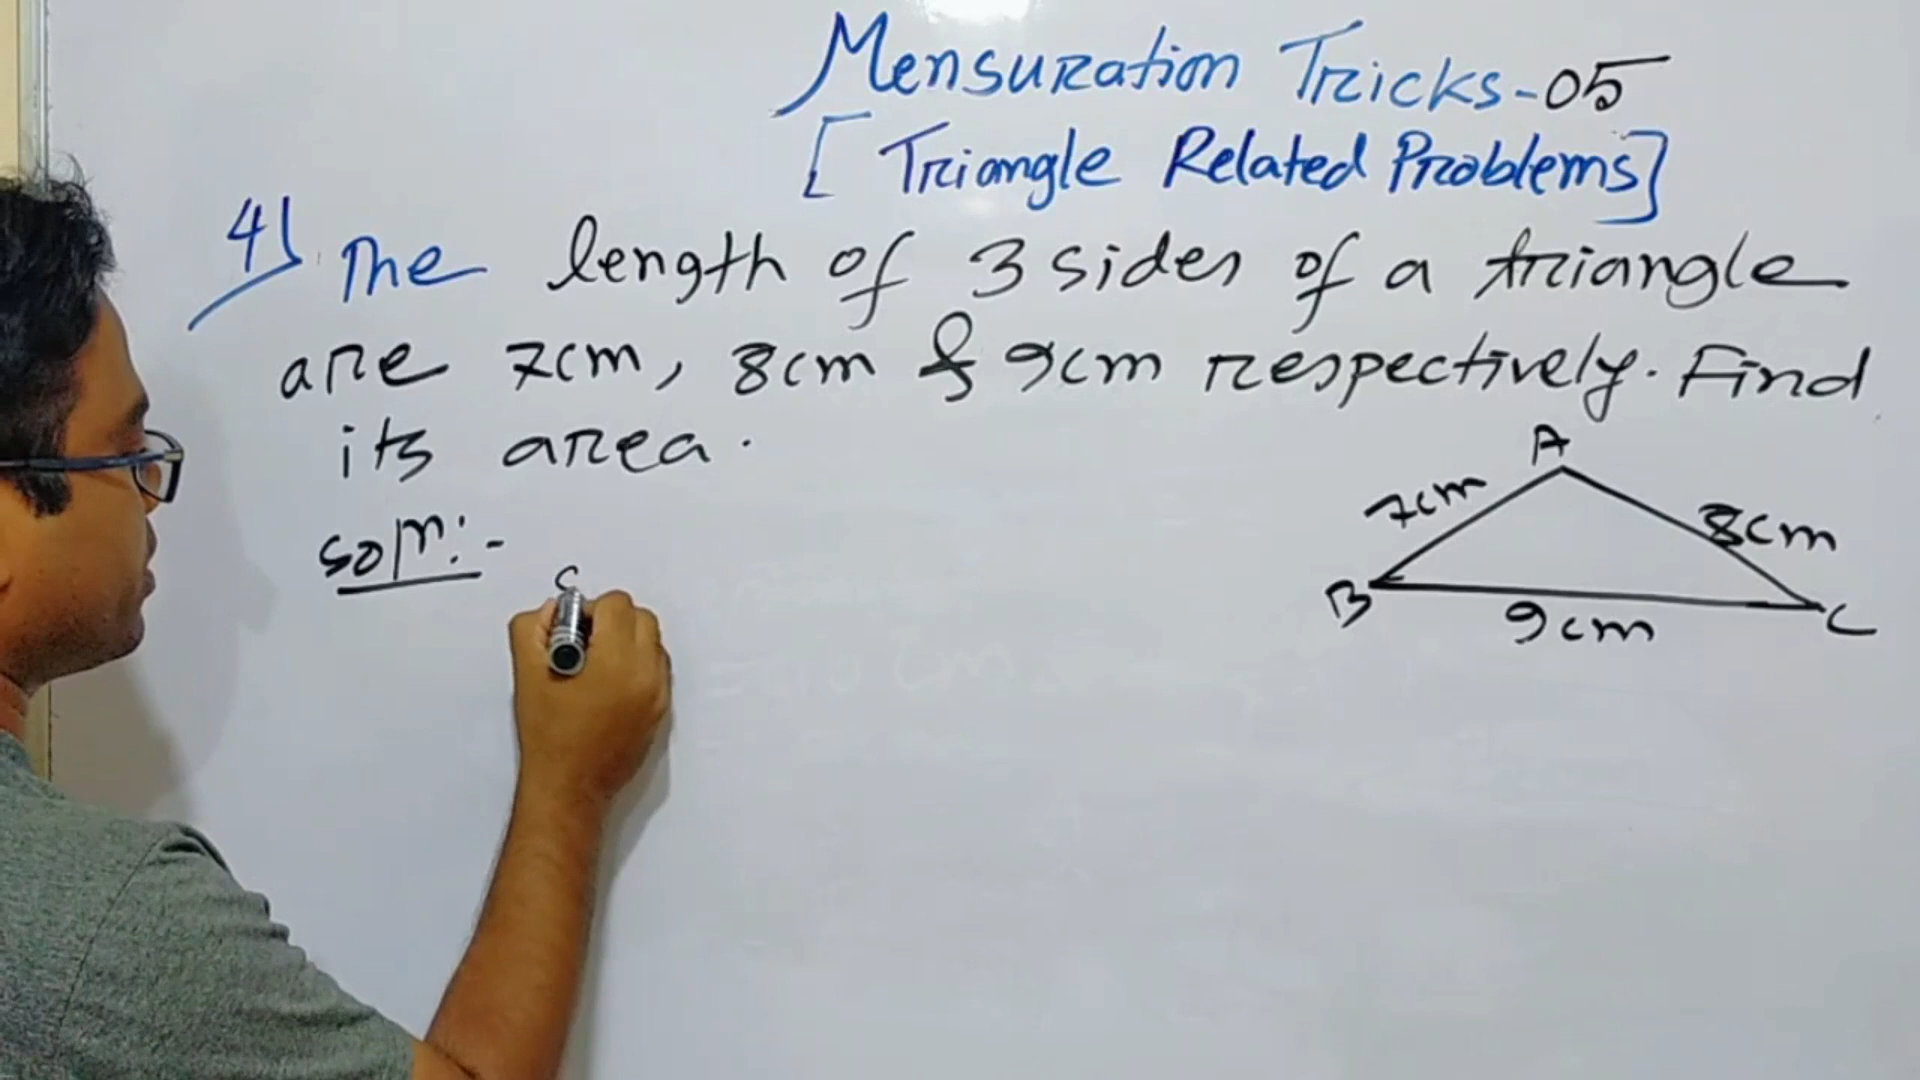 Mensuration Tricks-05
[Triangle Related Problems]
4) The length of 3 sides of a triangle
are 7cm, 8cm & 9cm respectively. Find
its area.
Soln:-
S
A
7cm
8cm
B
9cm
C